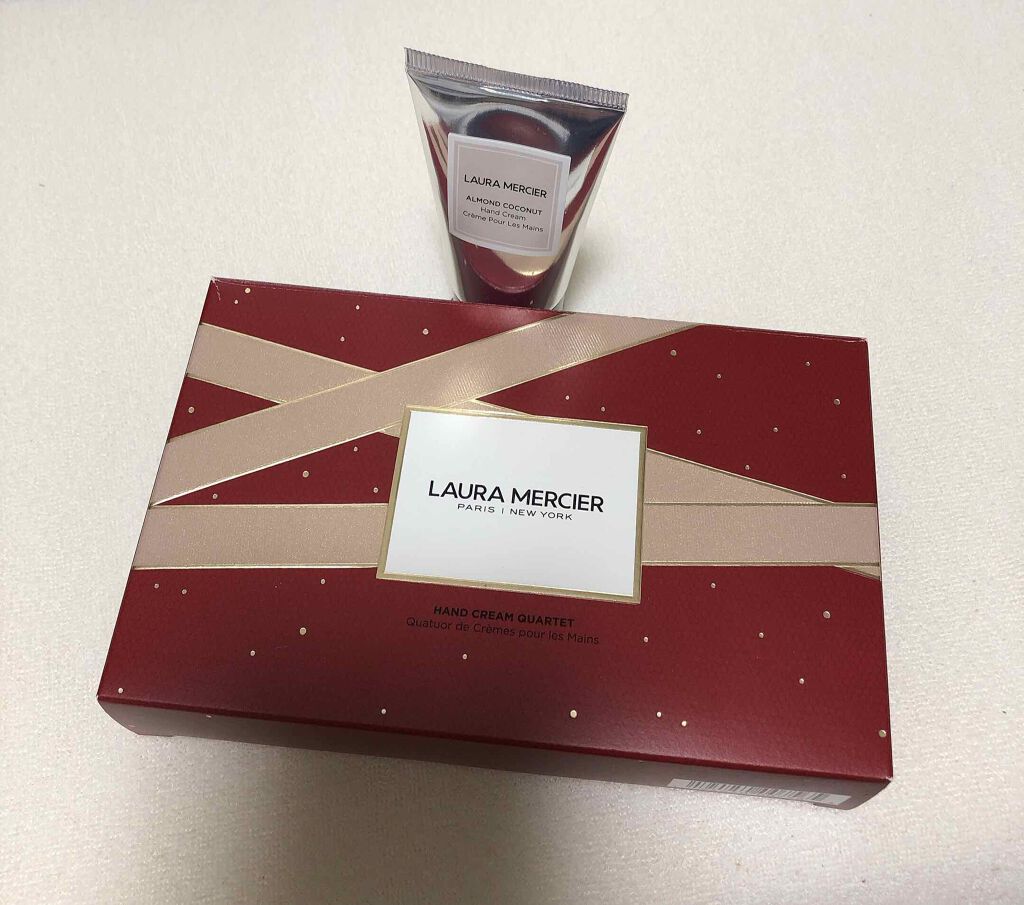 LAURA MERCIER
ALMOND COCONUT
Hand Cream
Crème Pour Les Mains
LAURA MERCIER
PARIS | NEW YORK
HAND CREAM QUARTET
Quatuor de Crèmes pour les Mains